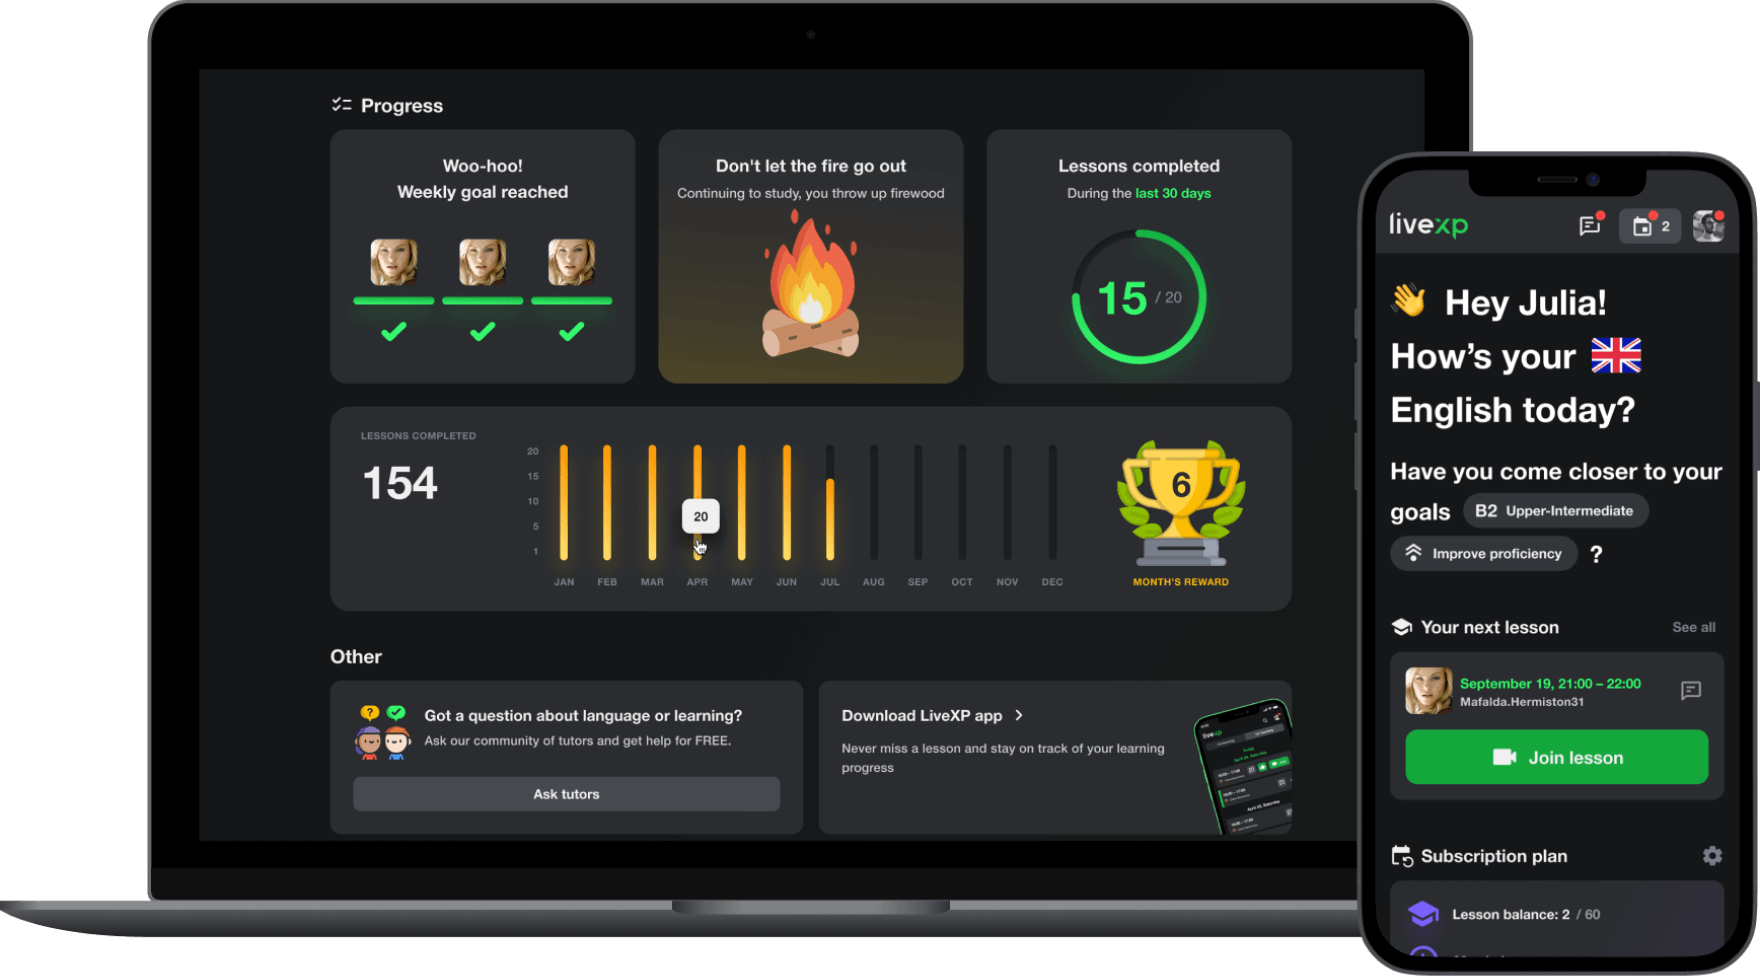 Progress
Woo-hoo!
Weekly goal reached
Don't let the fire go out
Continuing to study, you throw up firewood
Lessons completed
During the last 30 days
15 / 20
LESSONS COMPLETED
154
20
15
10
5
1
20
JAN FEB MAR APR MAY JUN JUL AUG SEP OCT NOV DEC
6
MONTH'S REWARD
Other
Got a question about language or learning?
Ask our community of tutors and get help for FREE.
Ask tutors
Download LiveXP app
Never miss a lesson and stay on track of your learning
progress
livexp
livexp
2
Hey Julia!
How’s your
English today?
Have you come closer to your
goals B2 Upper-Intermediate
Improve proficiency ?
Your next lesson See all
September 19, 21:00 – 22:00
Mafalda.Hermiston31
Join lesson
Subscription plan
Lesson balance: 2 / 60